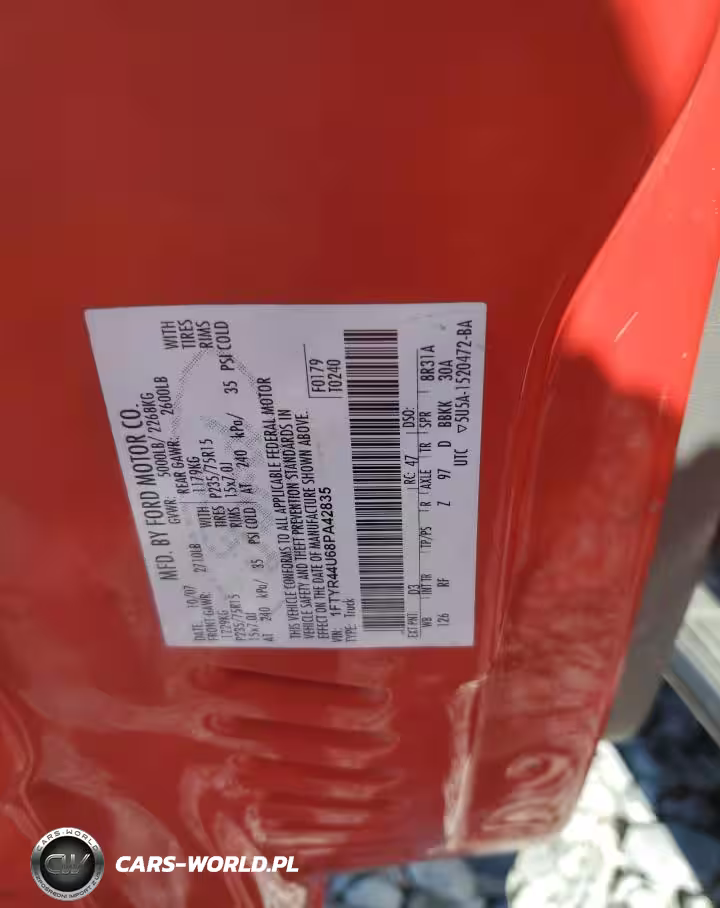 MFD. BY FORD MOTOR CO.
DATE: 10/07 GVWR: 5000LB/ 2268KG
FRONT GAWR: 2710LB REAR GAWR: 2600LB
1229KG WITH 1179KG WITH
P235/75R15 TIRES P235/75R15 TIRES
15x7.0J RIMS 15x7.0J RIMS
AT 240 kPa/ 35 PSI COLD AT 240 kPa/ 35 PSI COLD
THIS VEHICLE CONFORMS TO ALL APPLICABLE FEDERAL MOTOR
VEHICLE SAFETY AND THEFT PREVENTION STANDARDS IN
EFFECT ON THE DATE OF MANUFACTURE SHOWN ABOVE.
VIN: 1FTYR44U68PA42835
TYPE: Truck
F0179
T0240
EXT PNT: D3 RC: 47 DSO:
WB INT TR TP/PS R AXLE TR SPR 8R31A
126 RF Z 97 D BBKK 30A
UTC ▽5U5A-1520472-BA
CARS-WORLD
CW
CARS-WORLD.PL